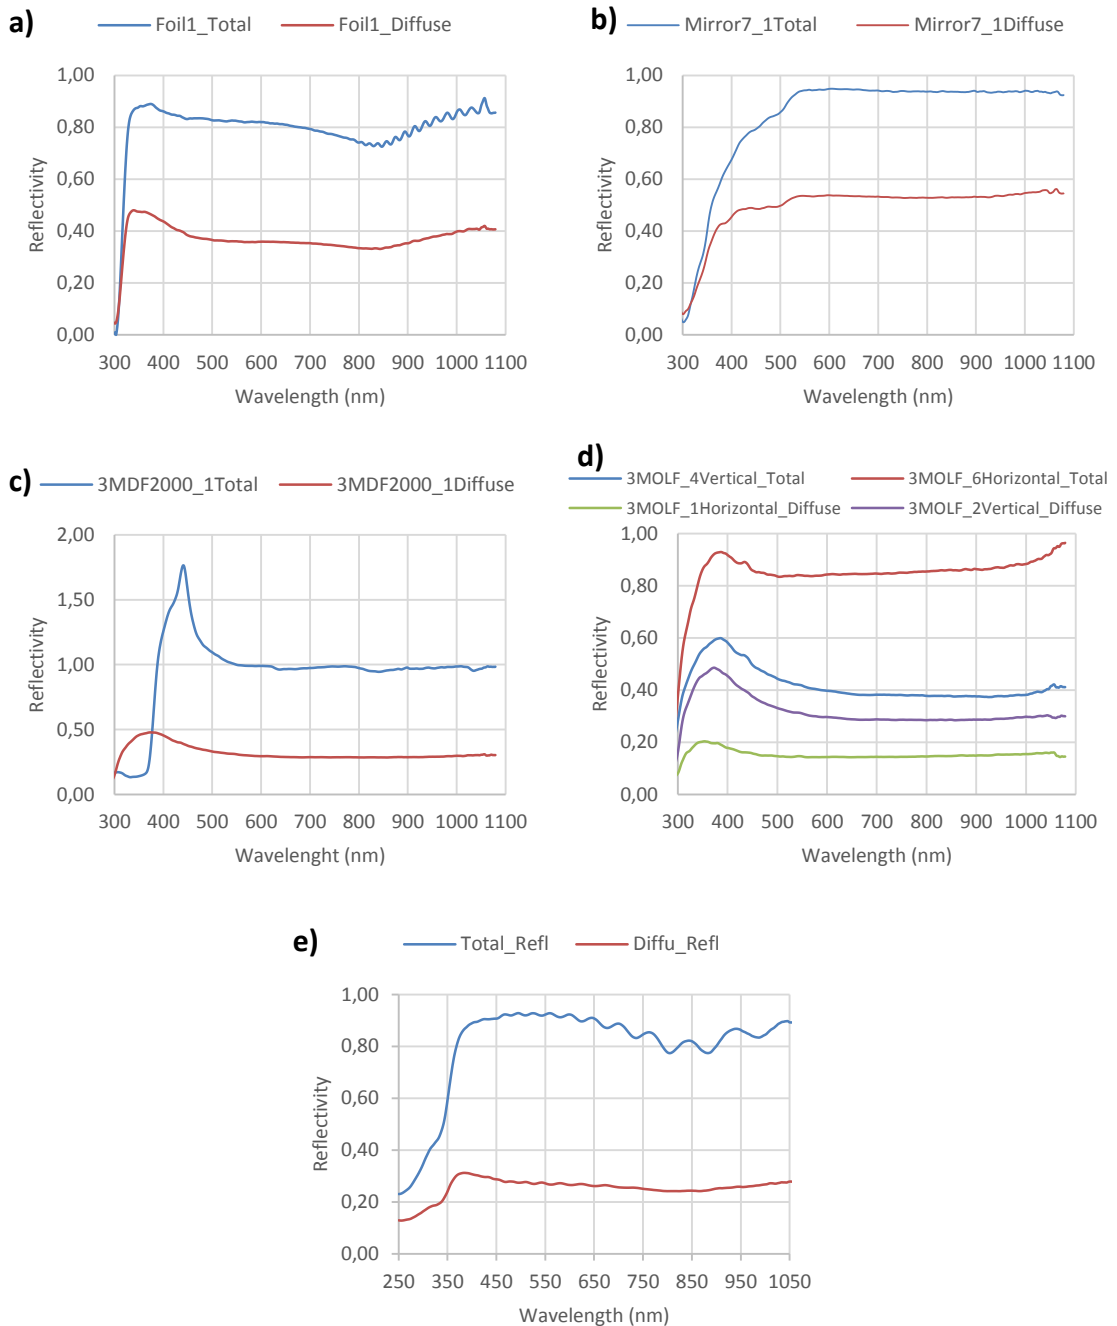 a)
Foil1_Total
Foil1_Diffuse
Reflectivity
1,00
0,80
0,60
0,40
0,20
0,00
300 400 500 600 700 800 900 1000 1100
Wavelength (nm)
b)
Mirror7_1Total
Mirror7_1Diffuse
Reflectivity
1,00
0,80
0,60
0,40
0,20
0,00
300 400 500 600 700 800 900 1000 1100
Wavelength (nm)
c)
3MDF2000_1Total
3MDF2000_1Diffuse
Reflectivity
2,00
1,50
1,00
0,50
0,00
300 400 500 600 700 800 900 1000 1100
Wavelenght (nm)
d)
3MOLF_4Vertical_Total
3MOLF_6Horizontal_Total
3MOLF_1Horizontal_Diffuse
3MOLF_2Vertical_Diffuse
Reflectivity
1,00
0,80
0,60
0,40
0,20
0,00
300 400 500 600 700 800 900 1000 1100
Wavelength (nm)
e)
Total_Refl
Diffu_Refl
Reflectivity
1,00
0,80
0,60
0,40
0,20
0,00
250 350 450 550 650 750 850 950 1050
Wavelength (nm)